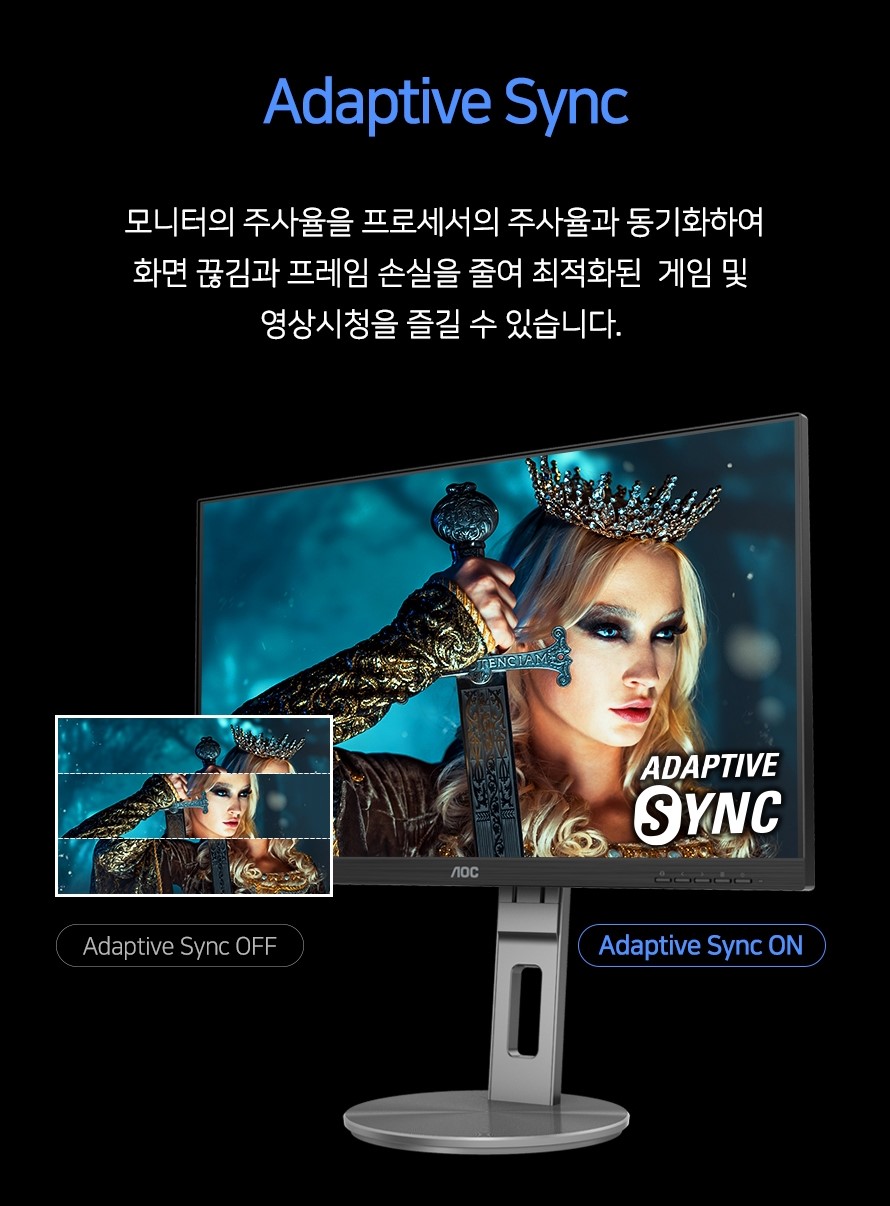 Adaptive Sync
모니터의 주사율을 프로세서의 주사율과 동기화하여
화면 끊김과 프레임 손실을 줄여 최적화된 게임 및
영상시청을 즐길 수 있습니다.
TENCIAM
ADAPTIVE
SYNC
AOC
Adaptive Sync OFF
Adaptive Sync ON